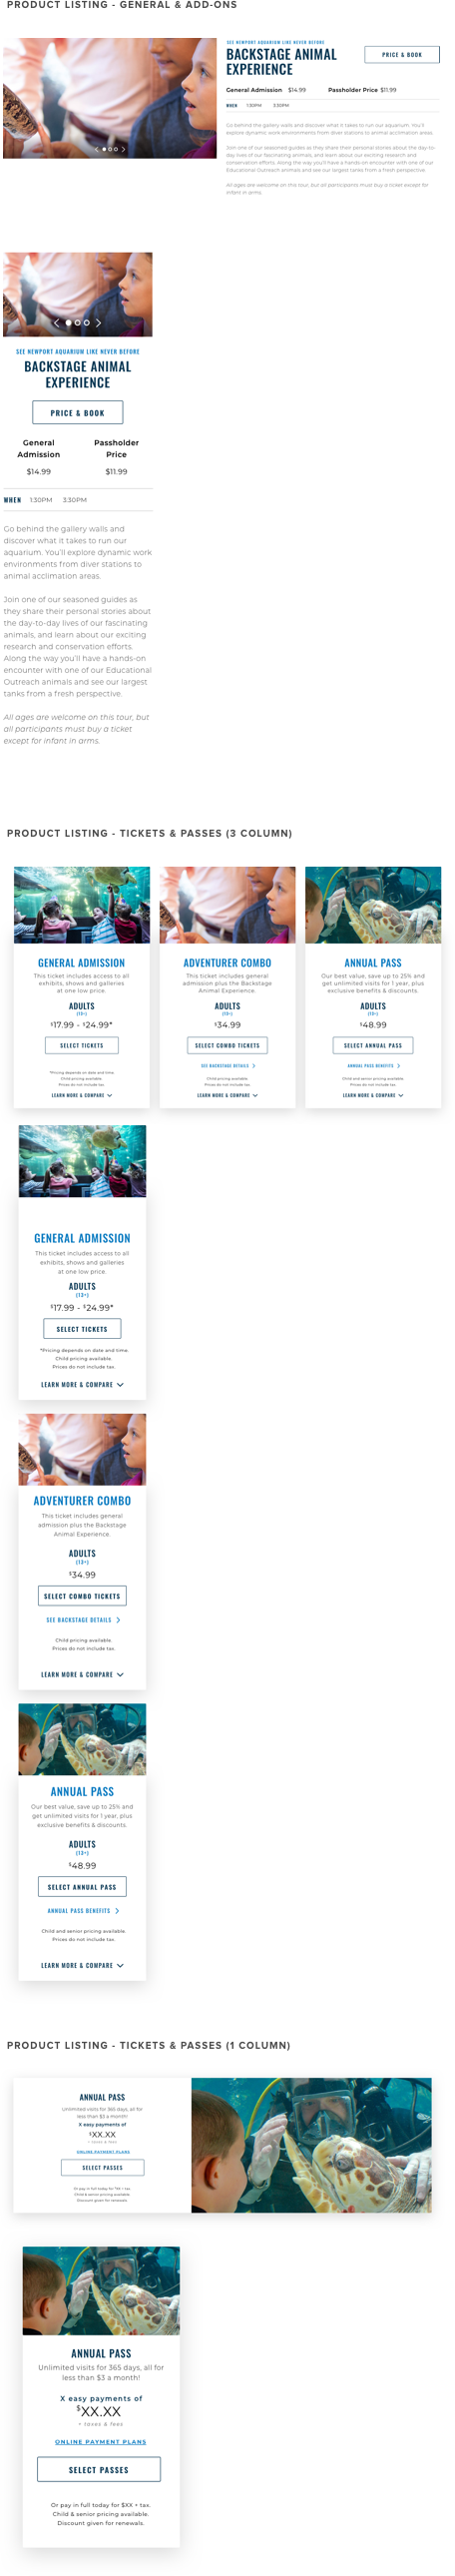 PRODUCT LISTING - GENERAL & ADD-ONS
SEE NEWPORT AQUARIUM LIKE NEVER BEFORE
BACKSTAGE ANIMAL
EXPERIENCE
PRICE & BOOK
General Admission $14.99 Passholder Price $11.99
WHEN 1:30PM 3:30PM
Go behind the gallery walls and discover what it takes to run our aquarium. You'll
explore dynamic work environments from diver stations to animal acclimation areas.
Join one of our seasoned guides as they share their personal stories about the day-to-
day lives of our fascinating animals, and learn about our exciting research and
conservation efforts. Along the way you'll have a hands-on encounter with one of our
Educational Outreach animals and see our largest tanks from a fresh perspective.
All ages are welcome on this tour, but all participants must buy a ticket except for
infant in arms.
SEE NEWPORT AQUARIUM LIKE NEVER BEFORE
BACKSTAGE ANIMAL
EXPERIENCE
PRICE & BOOK
General
Admission
Passholder
Price
$14.99 $11.99
WHEN 1:30PM 3:30PM
Go behind the gallery walls and
discover what it takes to run our
aquarium. You'll explore dynamic work
environments from diver stations to
animal acclimation areas.
Join one of our seasoned guides as
they share their personal stories about
the day-to-day lives of our fascinating
animals, and learn about our exciting
research and conservation efforts.
Along the way you'll have a hands-on
encounter with one of our Educational
Outreach animals and see our largest
tanks from a fresh perspective.
All ages are welcome on this tour, but
all participants must buy a ticket
except for infant in arms.
PRODUCT LISTING - TICKETS & PASSES (3 COLUMN)
GENERAL ADMISSION
This ticket includes access to all
exhibits, shows and galleries
at one low price.
ADULTS
(13+)
$17.99 - $24.99*
SELECT TICKETS
*Pricing depends on date and time.
Child pricing available.
Prices do not include tax.
LEARN MORE & COMPARE
ADVENTURER COMBO
This ticket includes general
admission plus the Backstage
Animal Experience.
ADULTS
(13+)
$34.99
SELECT COMBO TICKETS
SEE BACKSTAGE DETAILS
Child pricing available.
Prices do not include tax.
LEARN MORE & COMPARE
ANNUAL PASS
Our best value, save up to 25% and
get unlimited visits for 1 year, plus
exclusive benefits & discounts.
ADULTS
(13+)
$48.99
SELECT ANNUAL PASS
ANNUAL PASS BENEFITS
Child and senior pricing available.
Prices do not include tax.
LEARN MORE & COMPARE
GENERAL ADMISSION
This ticket includes access to all
exhibits, shows and galleries
at one low price.
ADULTS
(13+)
$17.99 - $24.99*
SELECT TICKETS
*Pricing depends on date and time.
Child pricing available.
Prices do not include tax.
LEARN MORE & COMPARE
ADVENTURER COMBO
This ticket includes general
admission plus the Backstage
Animal Experience.
ADULTS
(13+)
$34.99
SELECT COMBO TICKETS
SEE BACKSTAGE DETAILS
Child pricing available.
Prices do not include tax.
LEARN MORE & COMPARE
ANNUAL PASS
Our best value, save up to 25% and
get unlimited visits for 1 year, plus
exclusive benefits & discounts.
ADULTS
(13+)
$48.99
SELECT ANNUAL PASS
ANNUAL PASS BENEFITS
Child and senior pricing available.
Prices do not include tax.
LEARN MORE & COMPARE
PRODUCT LISTING - TICKETS & PASSES (1 COLUMN)
ANNUAL PASS
Unlimited visits for 365 days, all for
less than $3 a month!
X easy payments of
$XX.XX
+ taxes & fees
ONLINE PAYMENT PLANS
SELECT PASSES
Or pay in full today for $XX + tax.
Child & senior pricing available.
Discount given for renewals.
ANNUAL PASS
Unlimited visits for 365 days, all for
less than $3 a month!
X easy payments of
$XX.XX
+ taxes & fees
ONLINE PAYMENT PLANS
SELECT PASSES
Or pay in full today for $XX + tax.
Child & senior pricing available.
Discount given for renewals.